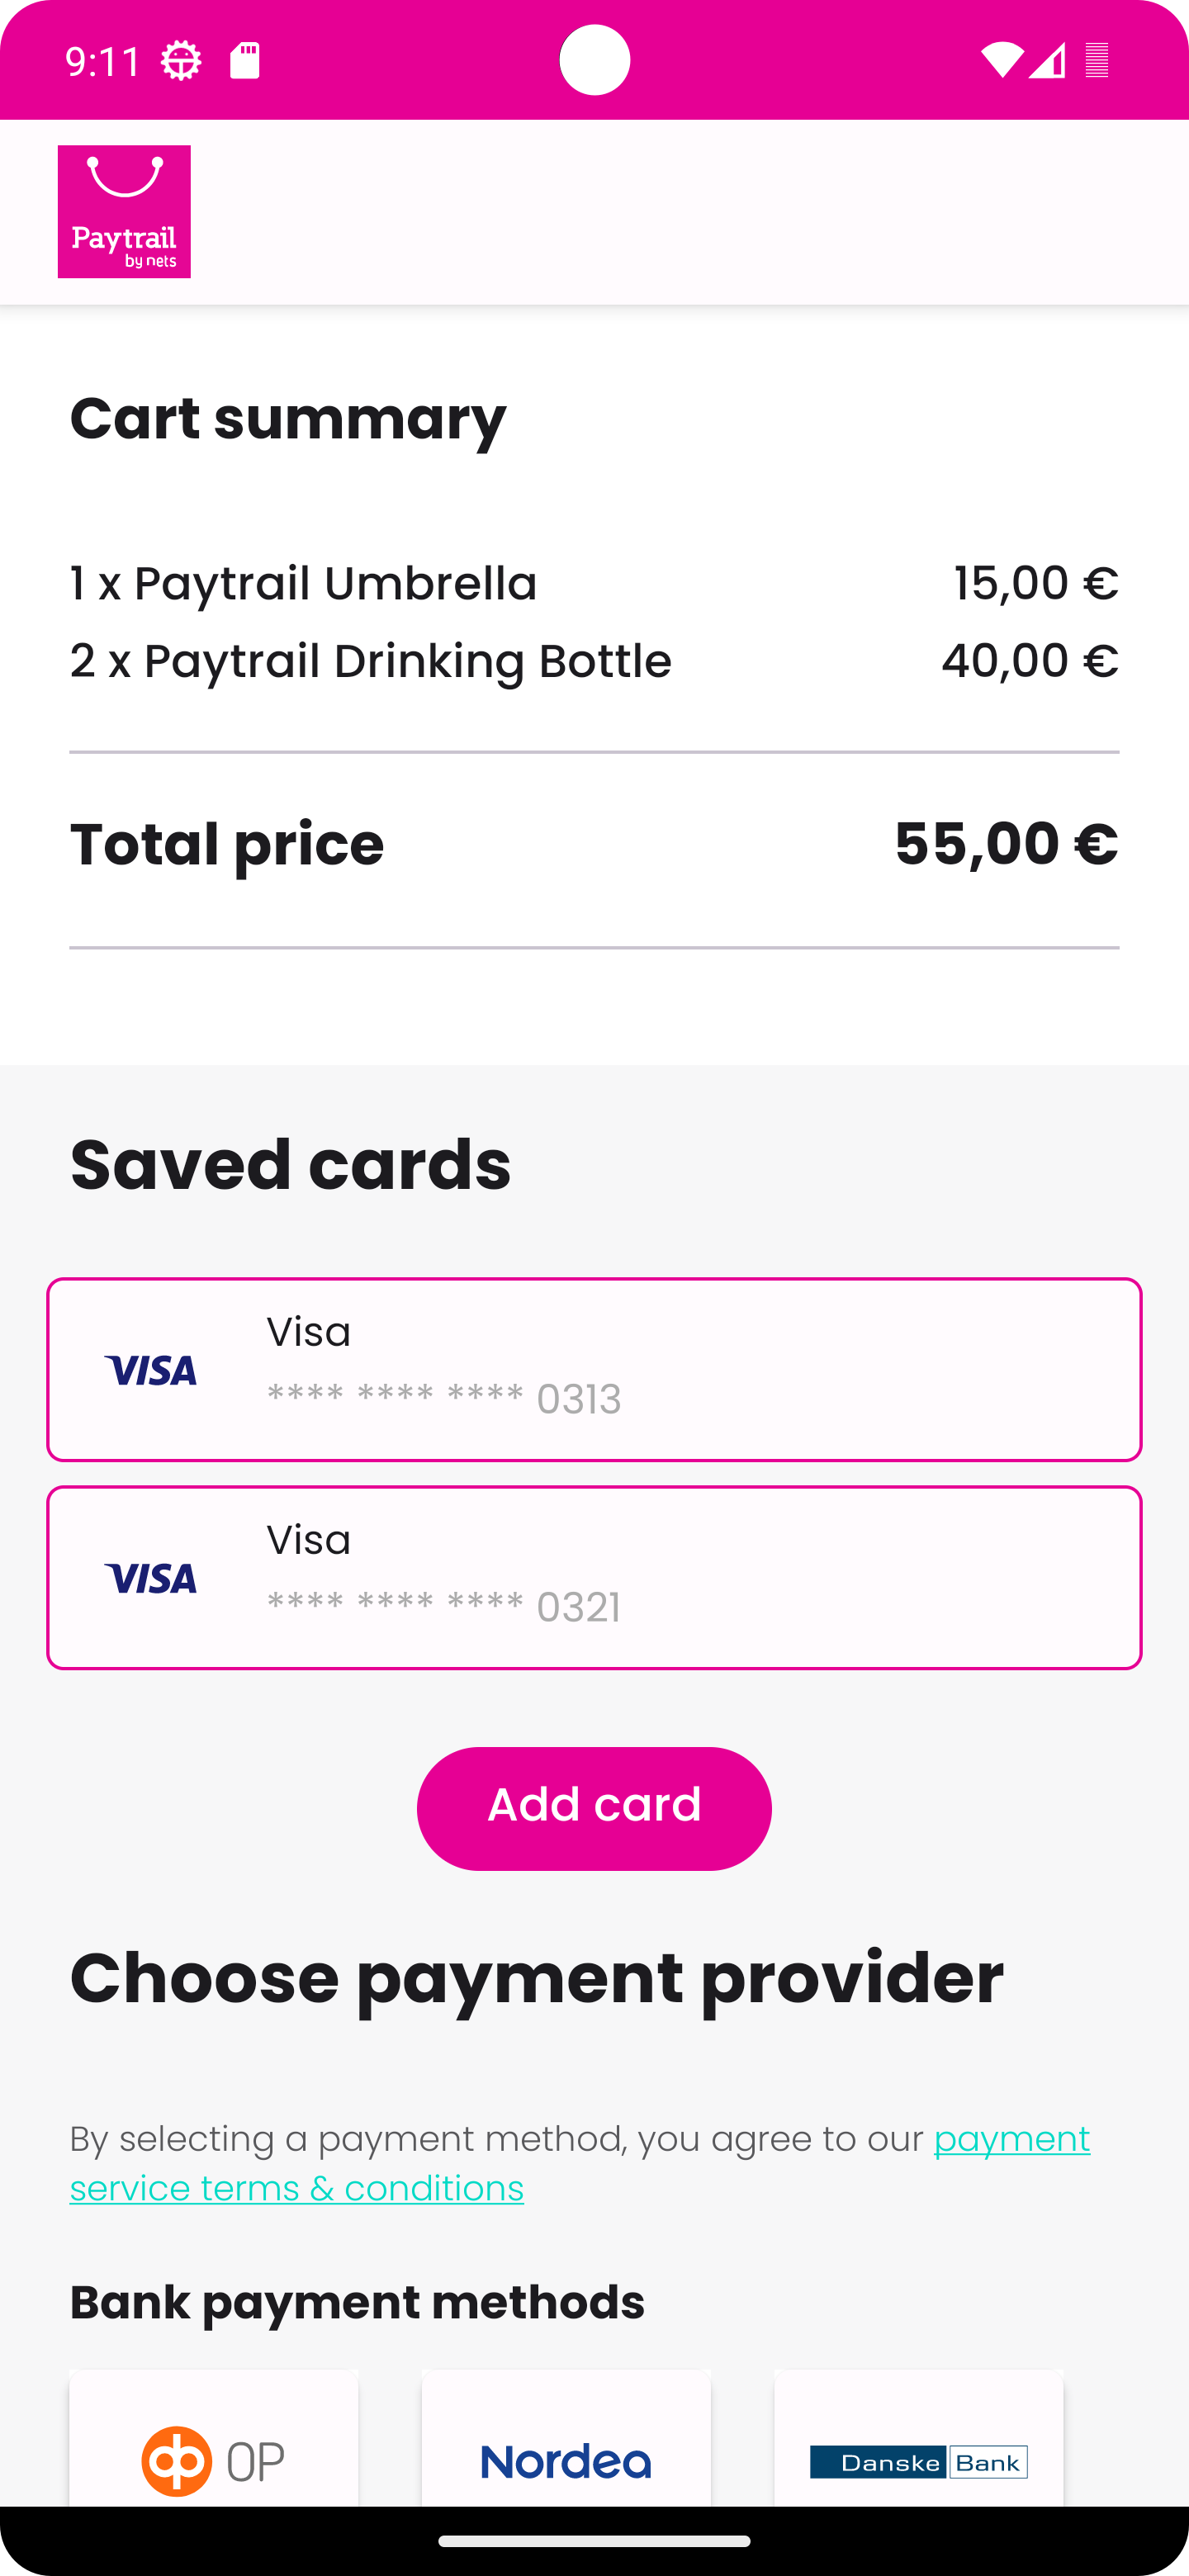 9:11
Paytrail
by nets
Cart summary
1 x Paytrail Umbrella 15,00 €
2 x Paytrail Drinking Bottle 40,00 €
Total price 55,00 €
Saved cards
VISA
Visa
**** **** **** 0313
VISA
Visa
**** **** **** 0321
Add card
Choose payment provider
By selecting a payment method, you agree to our payment
service terms & conditions
Bank payment methods
OP Nordea Danske Bank